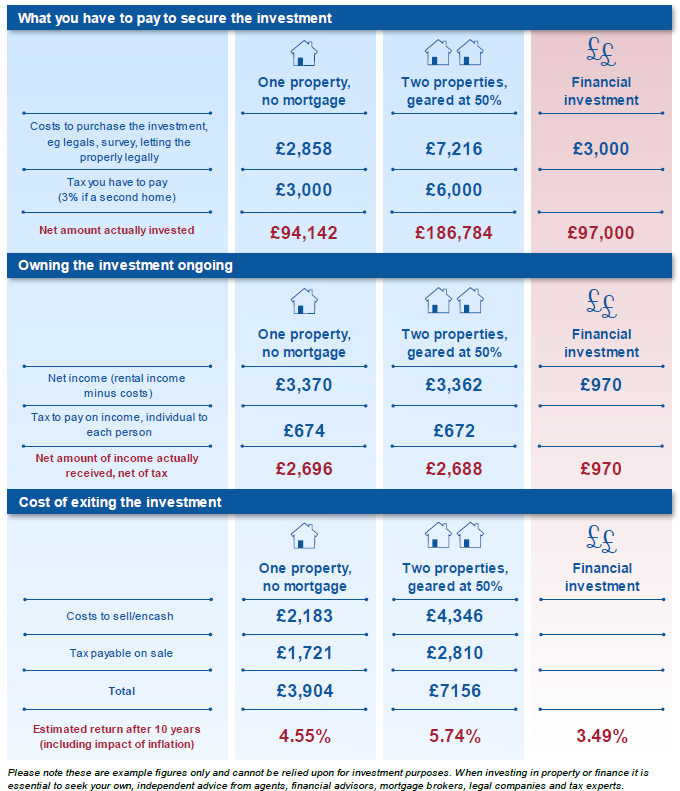 What you have to pay to secure the investment
One property,
no mortgage
Two properties,
geared at 50%
££
Financial
investment
Costs to purchase the investment,
eg legals, survey, letting the
properly legally
£2,858
£7,216
£3,000
Tax you have to pay
(3% if a second home)
£3,000
£6,000
Net amount actually invested
£94,142
£186,784
£97,000
Owning the investment ongoing
One property,
no mortgage
Two properties,
geared at 50%
££
Financial
investment
Net income (rental income
minus costs)
£3,370
£3,362
£970
Tax to pay on income, individual to
each person
£674
£672
Net amount of income actually
received, net of tax
£2,696
£2,688
£970
Cost of exiting the investment
One property,
no mortgage
Two properties,
geared at 50%
££
Financial
investment
Costs to sell/encash
£2,183
£4,346
Tax payable on sale
£1,721
£2,810
Total
£3,904
£7156
Estimated return after 10 years
(including impact of inflation)
4.55%
5.74%
3.49%
Please note these are example figures only and cannot be relied upon for investment purposes. When investing in property or finance it is
essential to seek your own, independent advice from agents, financial advisors, mortgage brokers, legal companies and tax experts.